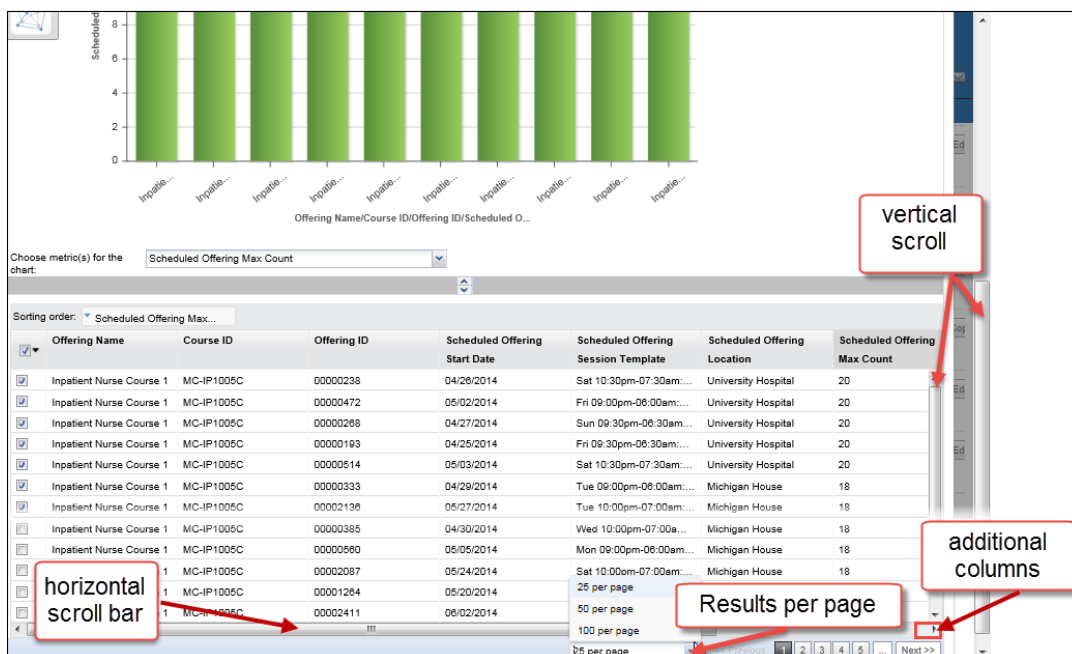 Scheduled
8
6
4
2
0
Inpatie... Inpatie... Inpatie... Inpatie... Inpatie... Inpatie... Inpatie... Inpatie... Inpatie... Inpatie...
Offering Name/Course ID/Offering ID/Scheduled O...
vertical
scroll
Choose metric(s) for the
chart:
Scheduled Offering Max Count
Sorting order: Scheduled Offering Max...
Offering Name Course ID Offering ID Scheduled Offering Start Date Scheduled Offering Session Template Scheduled Offering Location Scheduled Offering Max Count
Inpatient Nurse Course 1 MC-IP1005C 00000238 04/26/2014 Sat 10:30pm-07:30am:... University Hospital 20
Inpatient Nurse Course 1 MC-IP1005C 00000472 05/02/2014 Fri 09:00pm-06:00am:... University Hospital 20
Inpatient Nurse Course 1 MC-IP1005C 00000268 04/27/2014 Sun 09:30pm-06:30am... University Hospital 20
Inpatient Nurse Course 1 MC-IP1005C 00000193 04/25/2014 Fri 09:30pm-06:30am:... University Hospital 20
Inpatient Nurse Course 1 MC-IP1005C 00000514 05/03/2014 Sat 10:30pm-07:30am:... University Hospital 20
Inpatient Nurse Course 1 MC-IP1005C 00000333 04/29/2014 Tue 09:00pm-06:00am:... Michigan House 18
Inpatient Nurse Course 1 MC-IP1005C 00002136 05/27/2014 Tue 10:00pm-07:00am:... Michigan House 18
Inpatient Nurse Course 1 MC-IP1005C 00000385 04/30/2014 Wed 10:00pm-07:00a... Michigan House 18
Inpatient Nurse Course 1 MC-IP1005C 00000560 05/05/2014 Mon 09:00pm-06:00am... Michigan House 18
1 MC-IP1005C 00002087 05/24/2014 Sat 10:00pm-07:00am:... Michigan House 18
1 MC-IP1005C 00001264 05/20/2014
1 MC-IP1005C 00002411 06/02/2014
horizontal
scroll bar
additional
columns
Results per page
25 per page
50 per page
100 per page
25 per page
Previous 1 2 3 4 5 ... Next >>
Ed
Ed
Ed